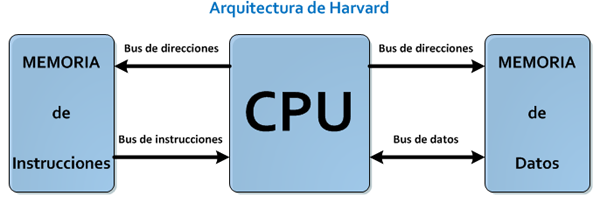 Arquitectura de Harvard
MEMORIA
de
Instrucciones
Bus de direcciones
Bus de instrucciones
CPU
Bus de direcciones
Bus de datos
MEMORIA
de
Datos